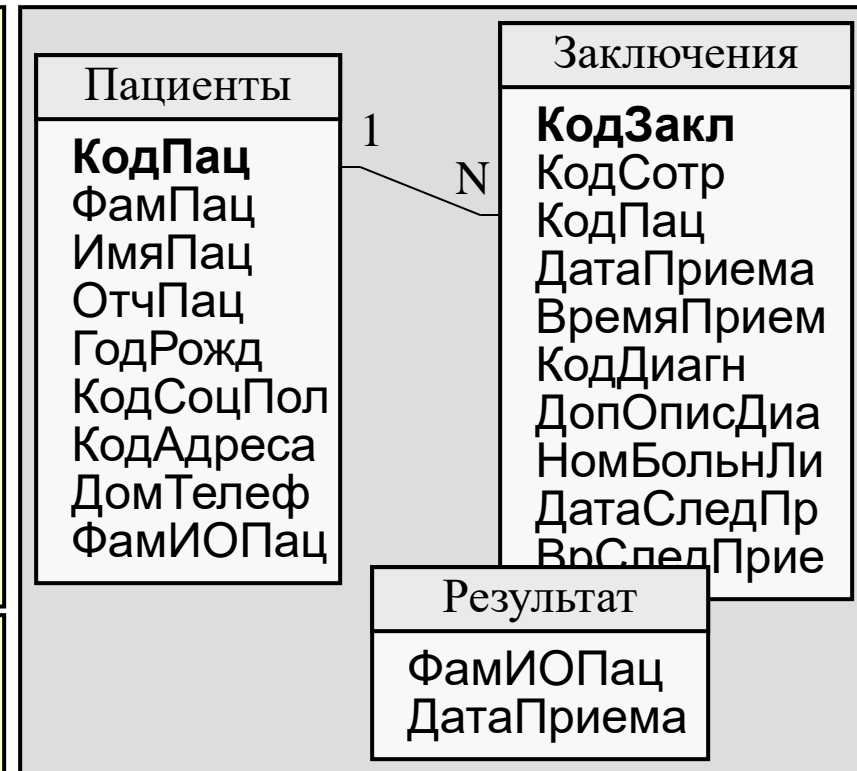 Пациенты
КодПац
ФамПац
ИмяПац
ОтчПац
ГодРожд
КодСоцПол
КодАдреса
ДомТелеф
ФамИОПац
1
N
Заключения
КодЗакл
КодСотр
КодПац
ДатаПриема
ВремяПрием
КодДиагн
ДопОписДиа
НомБольнЛи
ДатаСледПр
ВрСледПрие
Результат
ФамИОПац
ДатаПриема